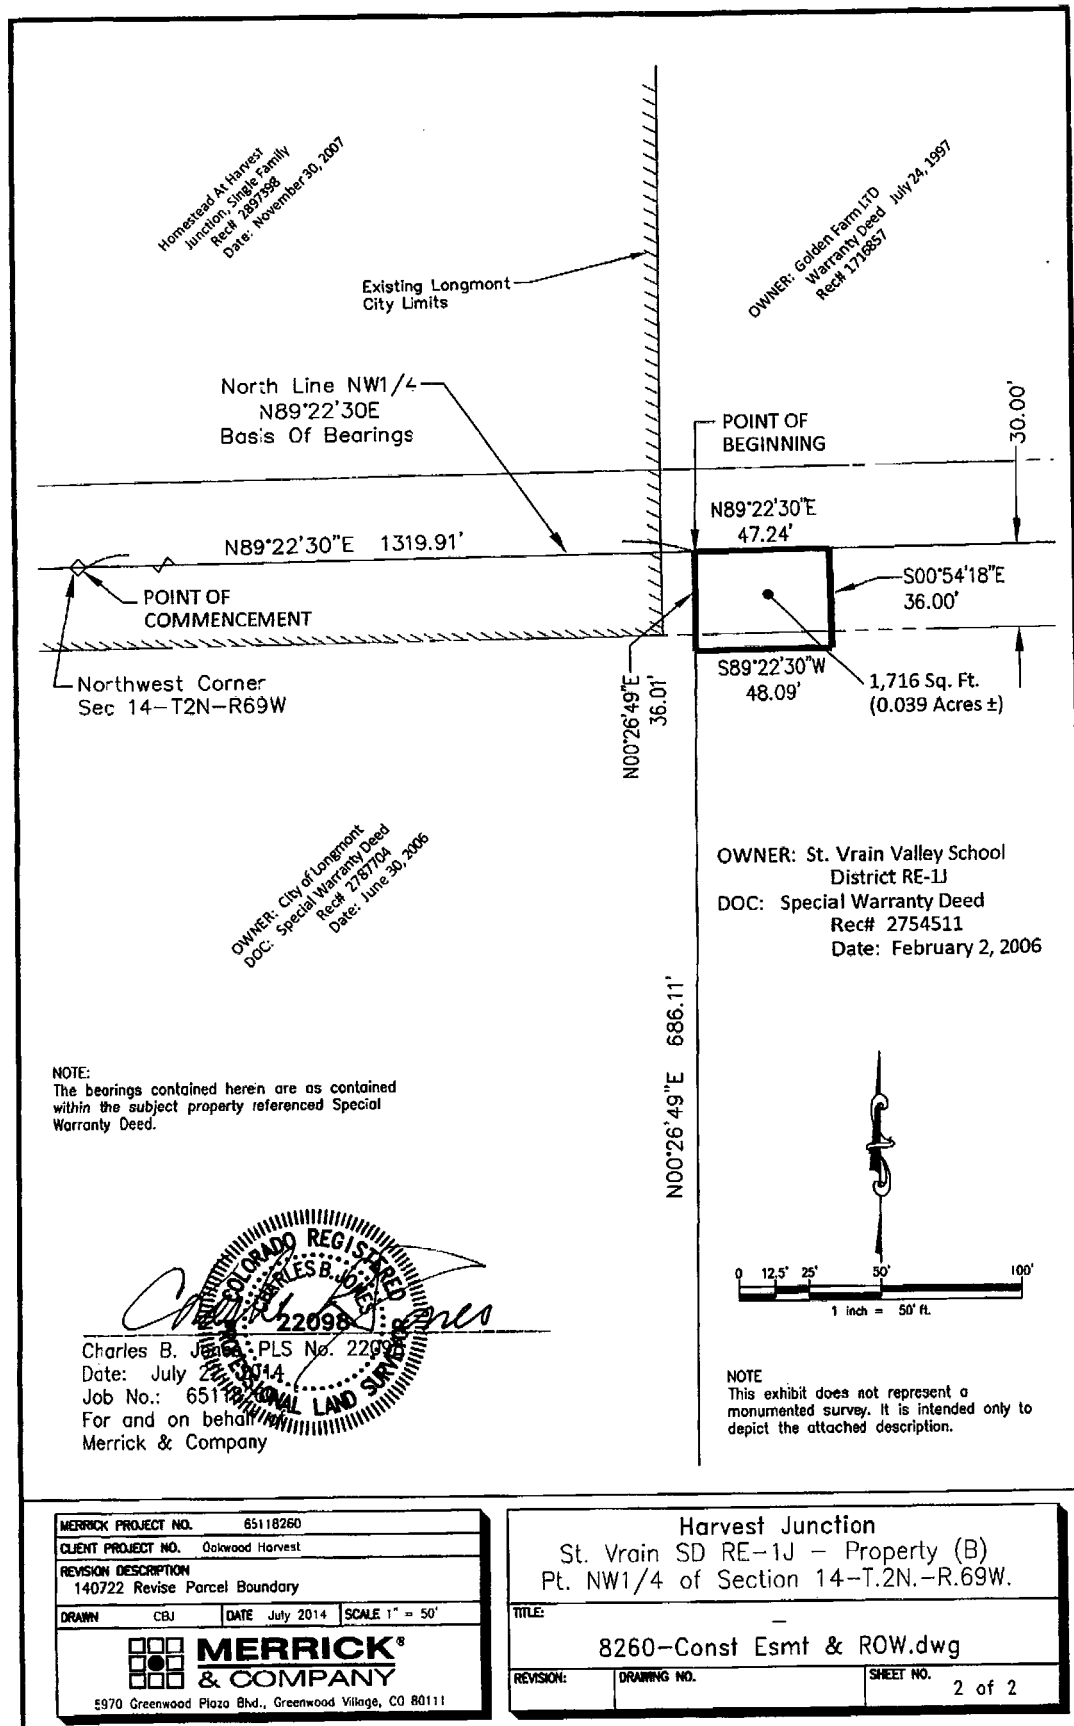 Homestead At Harvest
Junction, Single Family
Rec# 2897398
Date: November 30, 2007
OWNER: Golden Farm LTD
Warranty Deed July 24, 1997
Rec# 1716857
Existing Longmont
City Limits
North Line NW1/4
N89°22'30E
Basis Of Bearings
POINT OF
BEGINNING
30.00'
N89°22'30"E
47.24'
N89°22'30"E 1319.91'
POINT OF
COMMENCEMENT
S00°54'18"E
36.00'
Northwest Corner
Sec 14-T2N-R69W
N00°26'49"E
36.01'
S89°22'30"W
48.09'
1,716 Sq. Ft.
(0.039 Acres ±)
OWNER: City of Longmont
DOC: Special Warranty Deed
Rec# 2787704
Date: June 30, 2006
OWNER: St. Vrain Valley School
District RE-1J
DOC: Special Warranty Deed
Rec# 2754511
Date: February 2, 2006
N00°26'49"E 686.11'
NOTE:
The bearings contained herein are as contained
within the subject property referenced Special
Warranty Deed.
0 12.5' 25' 50' 100'
1 inch = 50' ft.
COLORADO REGISTERED
CHARLES B. JONES
22098
PROFESSIONAL LAND SURVEYOR
Charles B. Jones, PLS No. 22098
Date: July 2014
Job No.:
For and on behalf of
Merrick & Company
NOTE
This exhibit does not represent a
monumented survey. It is intended only to
depict the attached description.
MERRICK PROJECT NO. 65118260
CLIENT PROJECT NO. Oakwood Harvest
REVISION DESCRIPTION
140722 Revise Parcel Boundary
DRAWN CBJ DATE July 2014 SCALE 1" = 50'
MERRICK®
& COMPANY
5970 Greenwood Plaza Blvd., Greenwood Village, CO 80111
Harvest Junction
St. Vrain SD RE-1J - Property (B)
Pt. NW1/4 of Section 14-T.2N.-R.69W.
TITLE: -
8260-Const Esmt & ROW.dwg
REVISION: DRAWING NO. SHEET NO. 2 of 2